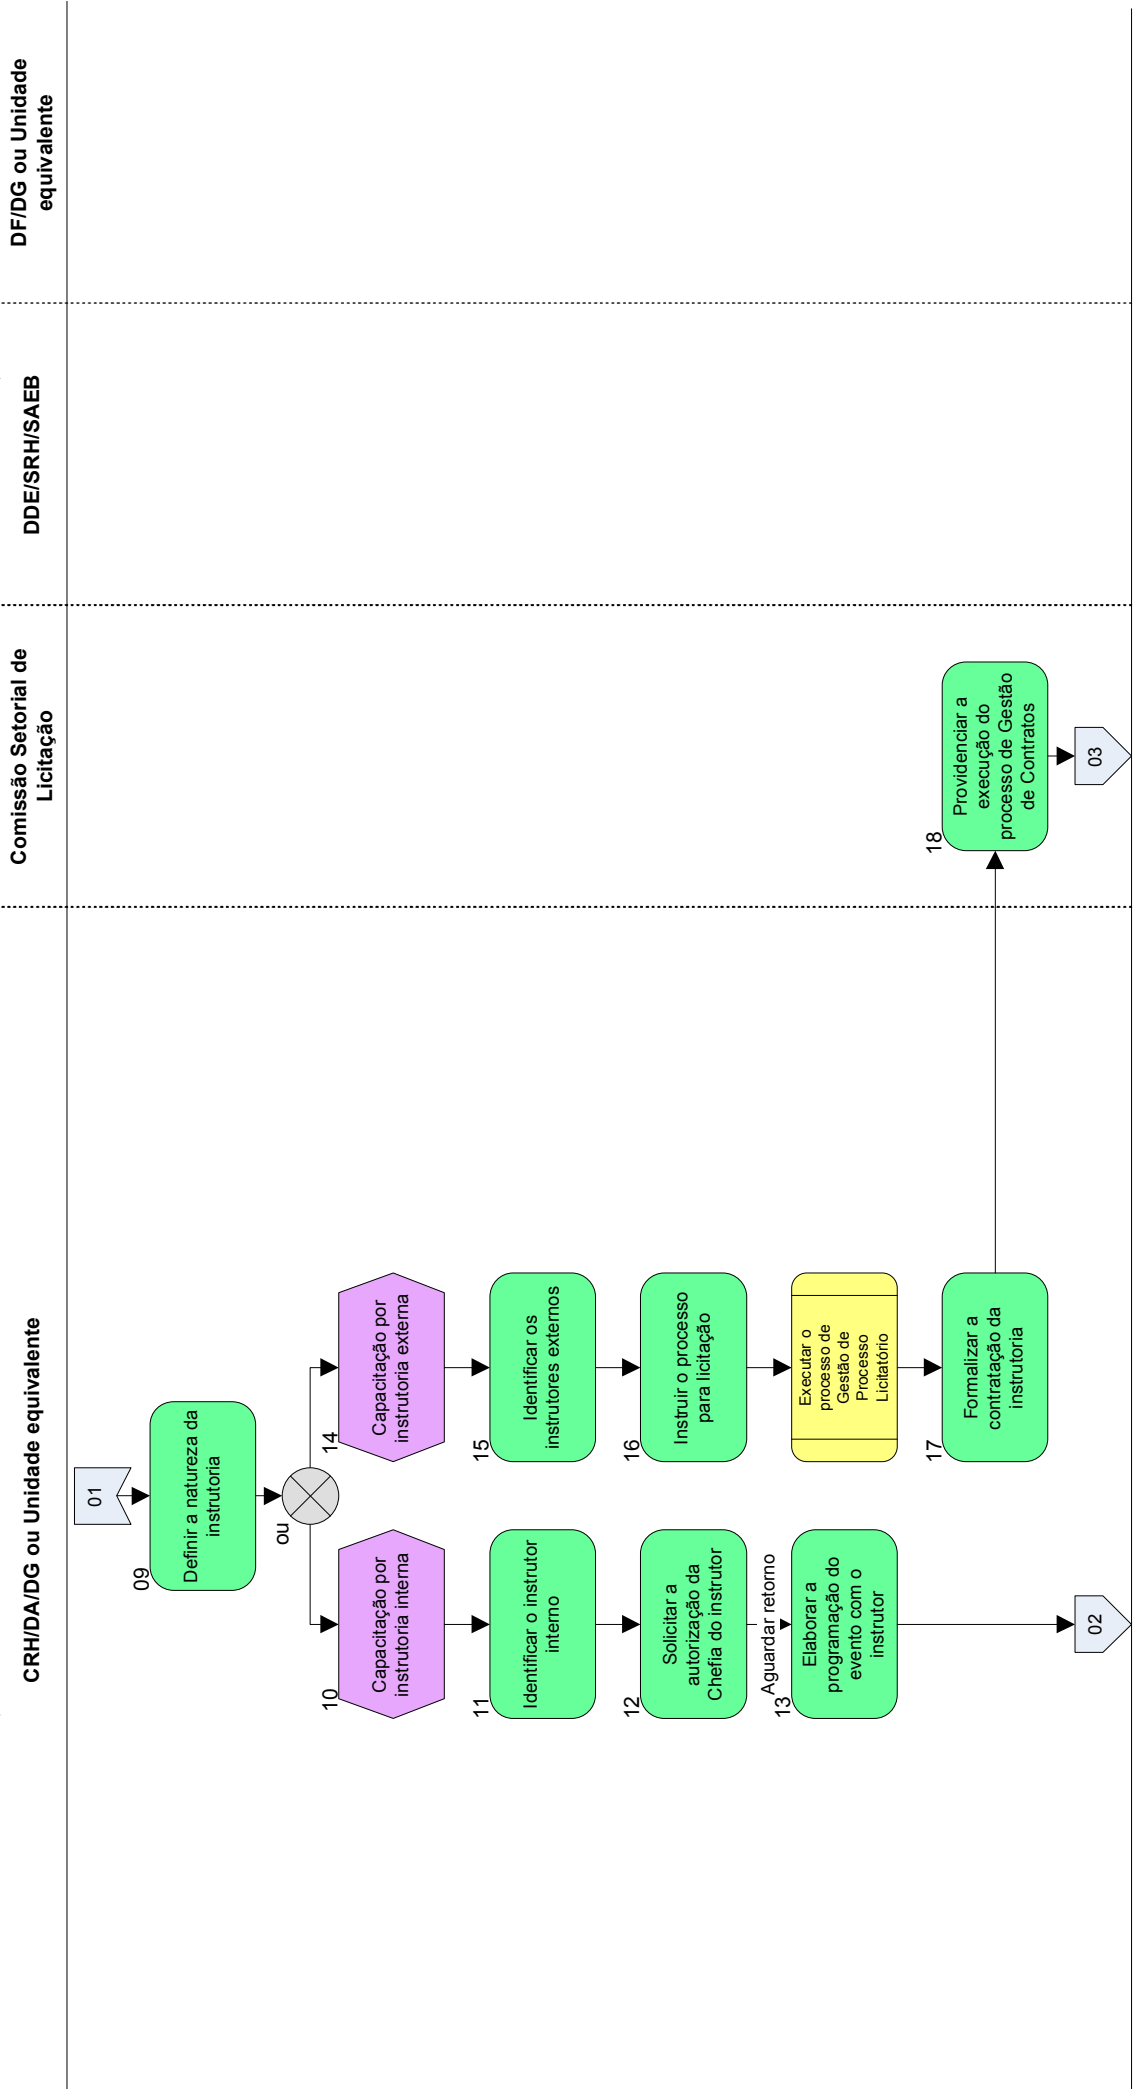 CRH/DA/DG ou Unidade equivalente
Comissão Setorial de
Licitação
DDE/SRH/SAEB
DF/DG ou Unidade
equivalente
01
09
Definir a natureza da
instrutoria
ou
10
Capacitação por
instrutoria interna
11
Identificar o instrutor
interno
12
Solicitar a
autorização da
Chefia do instrutor
Aguardar retorno
13
Elaborar a
programação do
evento com o
instrutor
02
14
Capacitação por
instrutoria externa
15
Identificar os
instrutores externos
16
Instruir o processo
para licitação
Executar o
processo de
Gestão de
Processo
Licitatório
17
Formalizar a
contratação da
instrutoria
18
Providenciar a
execução do
processo de Gestão
de Contratos
03